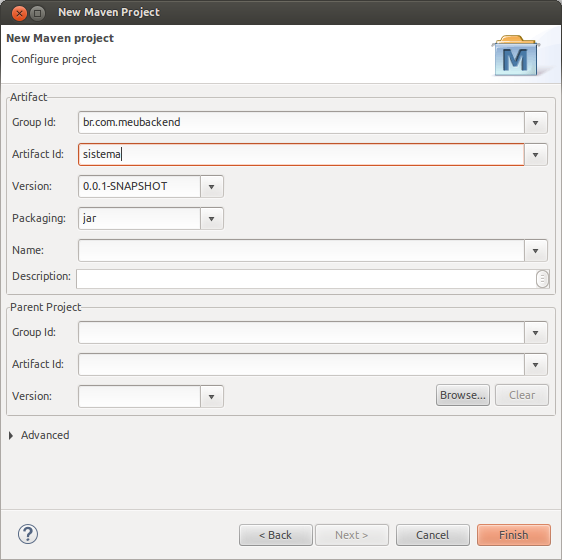 New Maven Project
New Maven project
Configure project
M
Artifact
Group Id: br.com.meubackend
Artifact Id: sistema
Version: 0.0.1-SNAPSHOT
Packaging: jar
Name:
Description:
Parent Project
Group Id:
Artifact Id:
Version: Browse... Clear
Advanced
? < Back Next > Cancel Finish